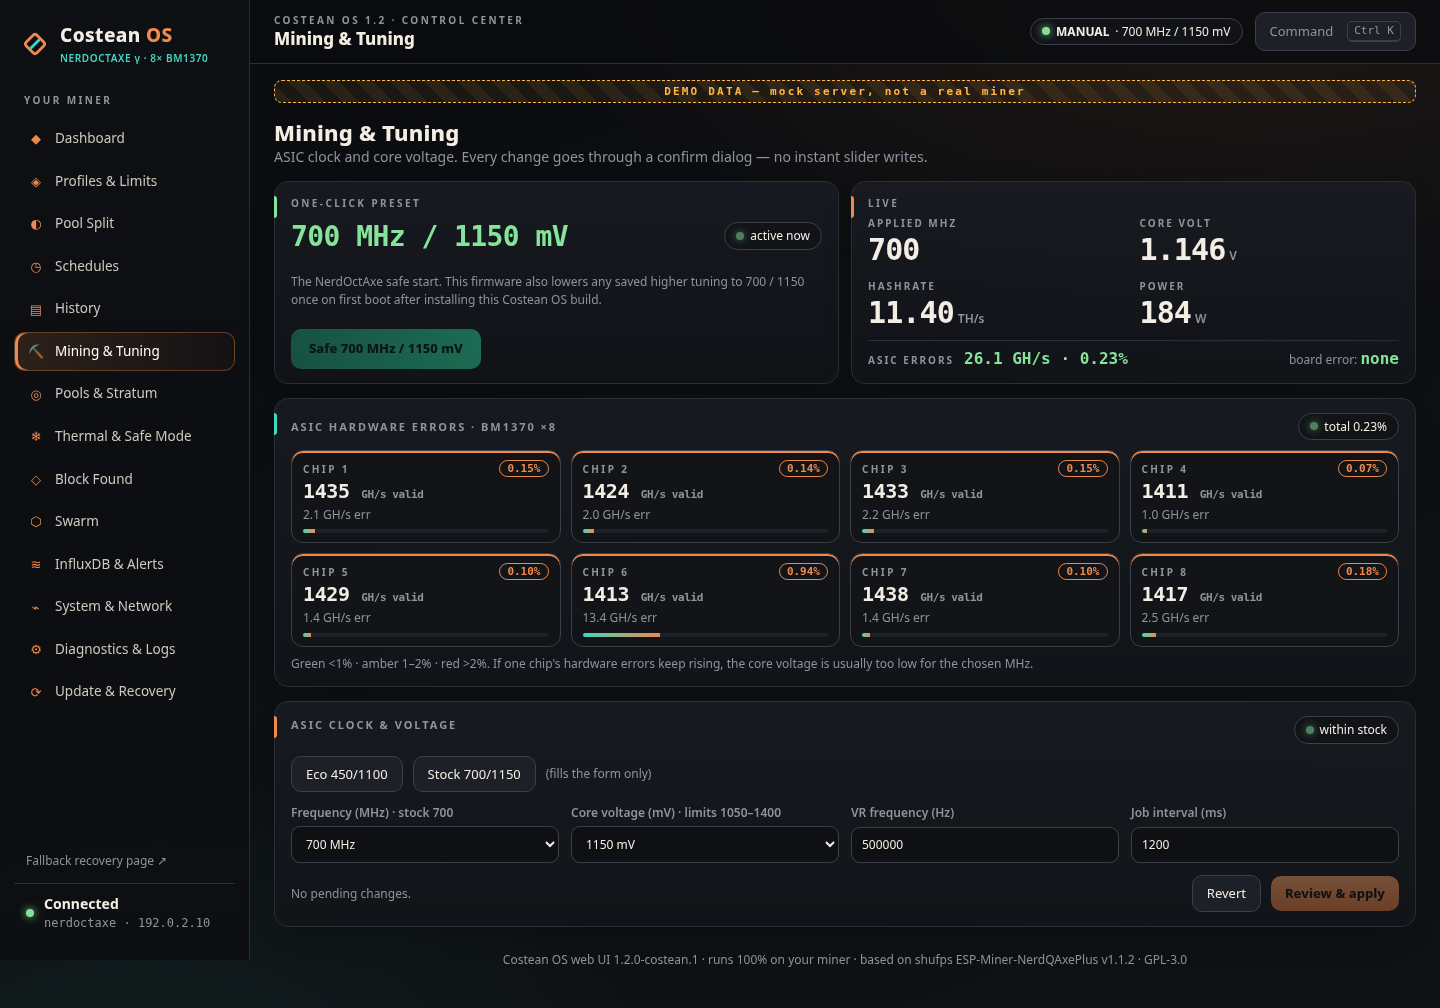 Costean OS
NERDOCTAXE γ · 8× BM1370
YOUR MINER
Dashboard
Profiles & Limits
Pool Split
Schedules
History
Mining & Tuning
Pools & Stratum
Thermal & Safe Mode
Block Found
Swarm
InfluxDB & Alerts
System & Network
Diagnostics & Logs
Update & Recovery
Fallback recovery page ↗
Connected
nerdoctaxe · 192.0.2.10
COSTEAN OS 1.2 · CONTROL CENTER
Mining & Tuning
MANUAL · 700 MHz / 1150 mV
Command Ctrl K
DEMO DATA — mock server, not a real miner
Mining & Tuning
ASIC clock and core voltage. Every change goes through a confirm dialog — no instant slider writes.
ONE-CLICK PRESET
700 MHz / 1150 mV
active now
The NerdOctAxe safe start. This firmware also lowers any saved higher tuning to 700 / 1150
once on first boot after installing this Costean OS build.
Safe 700 MHz / 1150 mV
LIVE
APPLIED MHZ
700
CORE VOLT
1.146 V
HASHRATE
11.40 TH/s
POWER
184 W
ASIC ERRORS 26.1 GH/s · 0.23%
board error: none
ASIC HARDWARE ERRORS · BM1370 ×8
total 0.23%
CHIP 1 0.15%
1435 GH/s valid
2.1 GH/s err
CHIP 2 0.14%
1424 GH/s valid
2.0 GH/s err
CHIP 3 0.15%
1433 GH/s valid
2.2 GH/s err
CHIP 4 0.07%
1411 GH/s valid
1.0 GH/s err
CHIP 5 0.10%
1429 GH/s valid
1.4 GH/s err
CHIP 6 0.94%
1413 GH/s valid
13.4 GH/s err
CHIP 7 0.10%
1438 GH/s valid
1.4 GH/s err
CHIP 8 0.18%
1417 GH/s valid
2.5 GH/s err
Green <1% · amber 1–2% · red >2%. If one chip's hardware errors keep rising, the core voltage is usually too low for the chosen MHz.
ASIC CLOCK & VOLTAGE
within stock
Eco 450/1100
Stock 700/1150
(fills the form only)
Frequency (MHz) · stock 700
700 MHz
Core voltage (mV) · limits 1050–1400
1150 mV
VR frequency (Hz)
500000
Job interval (ms)
1200
No pending changes.
Revert
Review & apply
Costean OS web UI 1.2.0-costean.1 · runs 100% on your miner · based on shufps ESP-Miner-NerdQAxePlus v1.1.2 · GPL-3.0